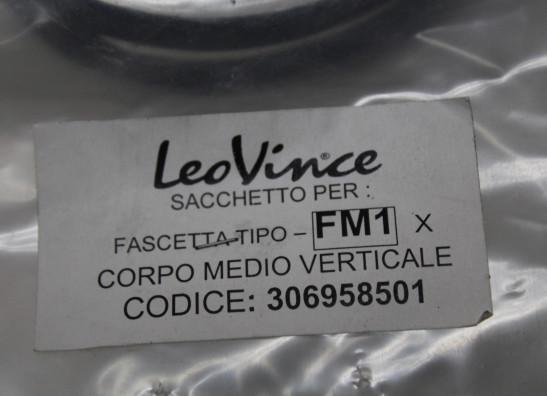 LeoVince®
SACCHETTO PER :
FASCETTA TIPO – FM1 X
CORPO MEDIO VERTICALE
CODICE: 306958501